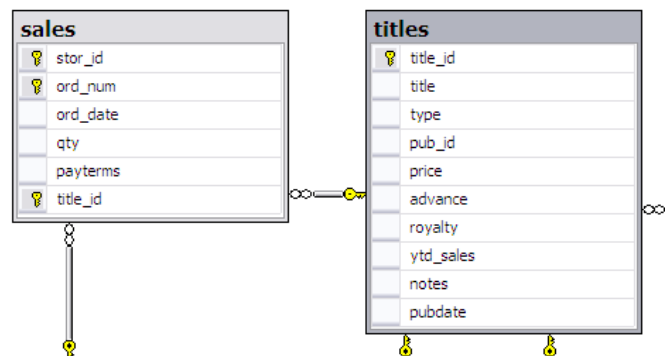 sales
stor_id
ord_num
ord_date
qty
payterms
title_id
titles
title_id
title
type
pub_id
price
advance
royalty
ytd_sales
notes
pubdate